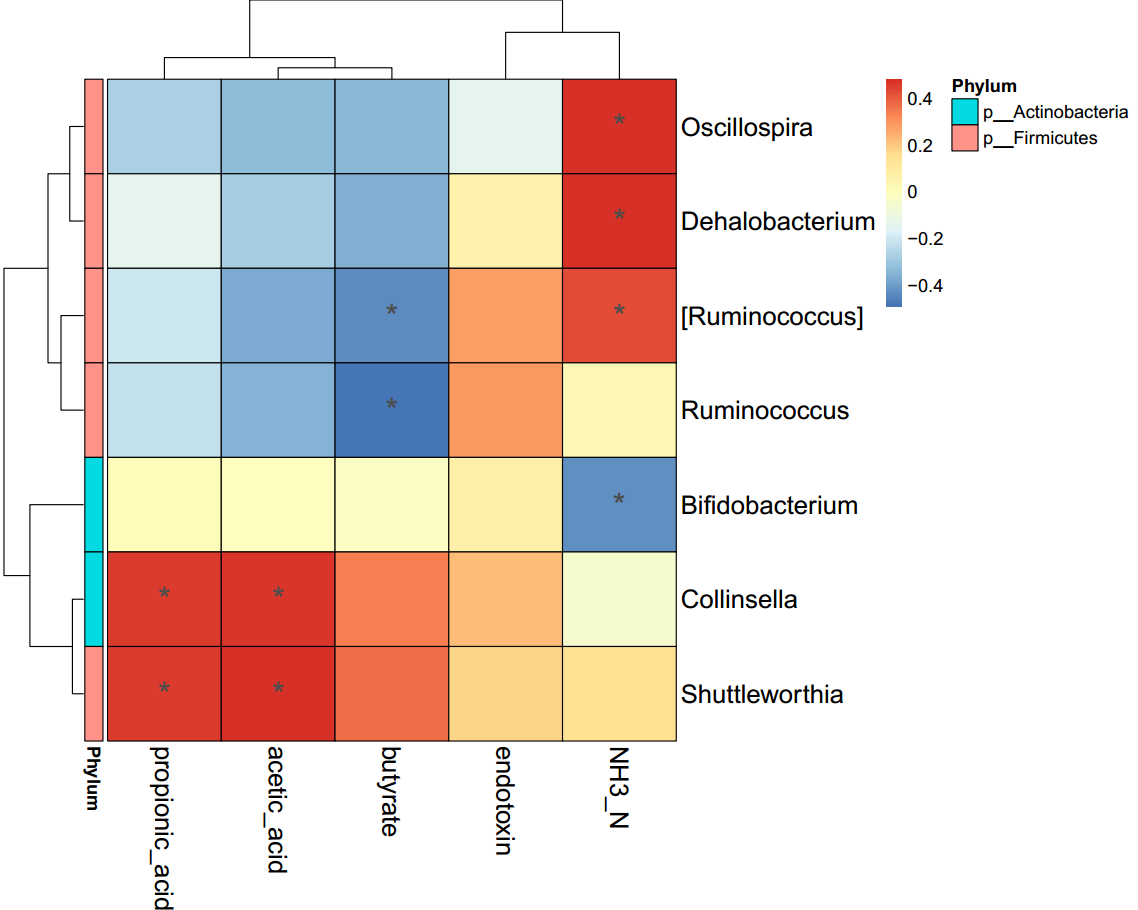 Phylum
p__Actinobacteria
p__Firmicutes
0.4
0.2
0
−0.2
−0.4
*
Oscillospira
*
Dehalobacterium
* *
[Ruminococcus]
*
Ruminococcus
*
Bifidobacterium
* *
Collinsella
* *
Shuttleworthia
Phylum
propionic_acid
acetic_acid
butyrate
endotoxin
NH3_N